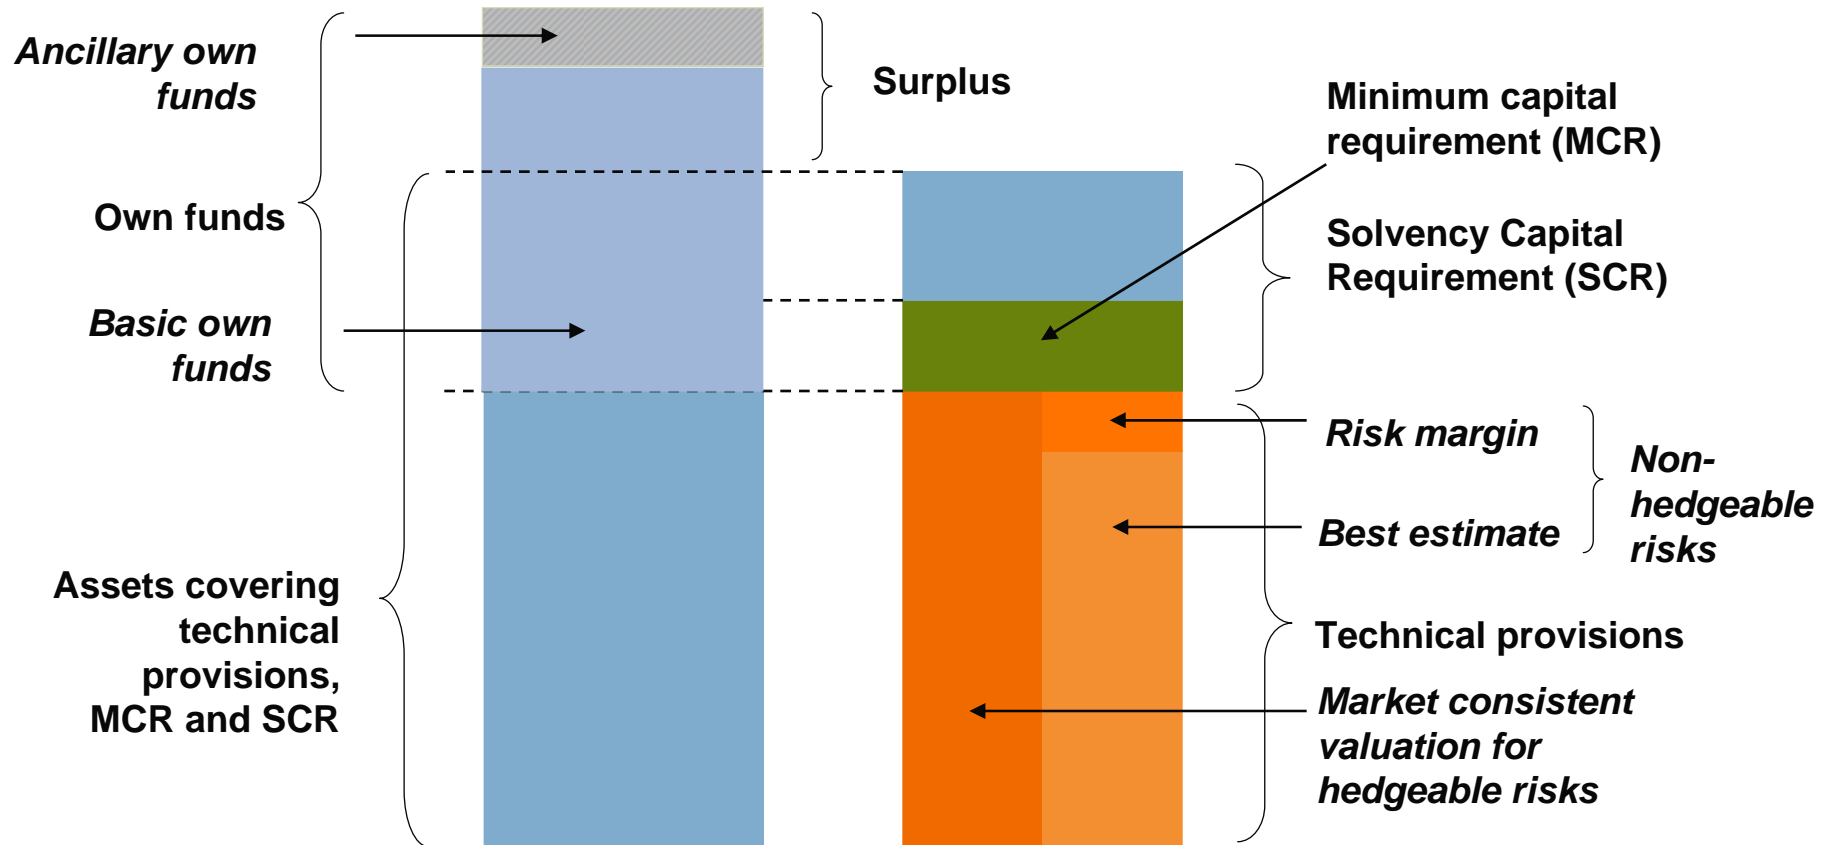 Ancillary own
funds
Surplus
Minimum capital
requirement (MCR)
Own funds
Solvency Capital
Requirement (SCR)
Basic own
funds
Risk margin
Non-
hedgeable
risks
Best estimate
Assets covering
technical
provisions,
MCR and SCR
Technical provisions
Market consistent
valuation for
hedgeable risks